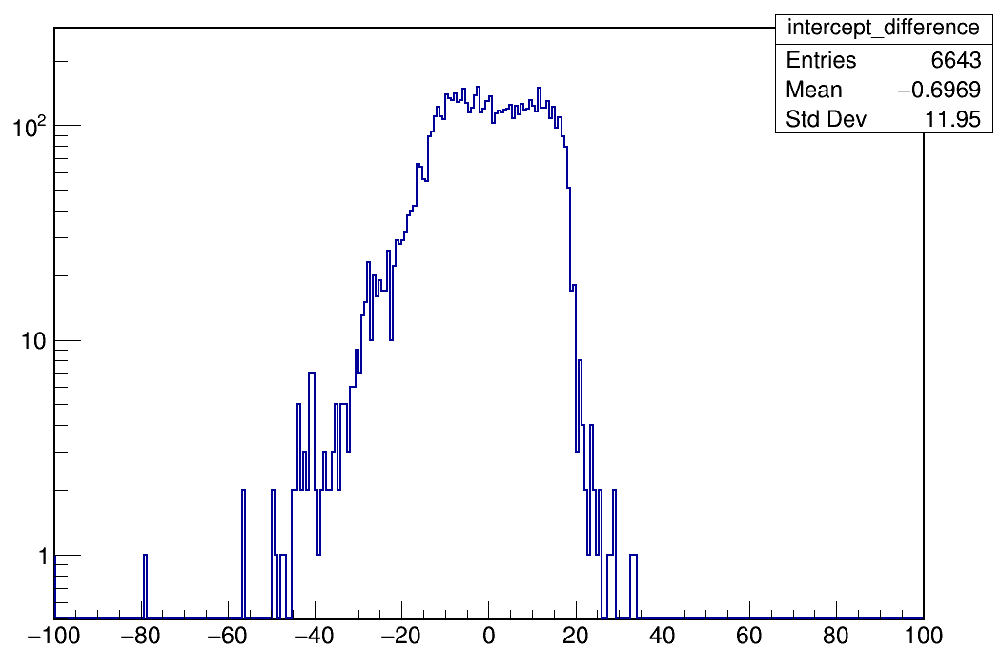 intercept_difference
Entries 6643
Mean −0.6969
Std Dev 11.95
10²
10
1
−100 −80 −60 −40 −20 0 20 40 60 80 100